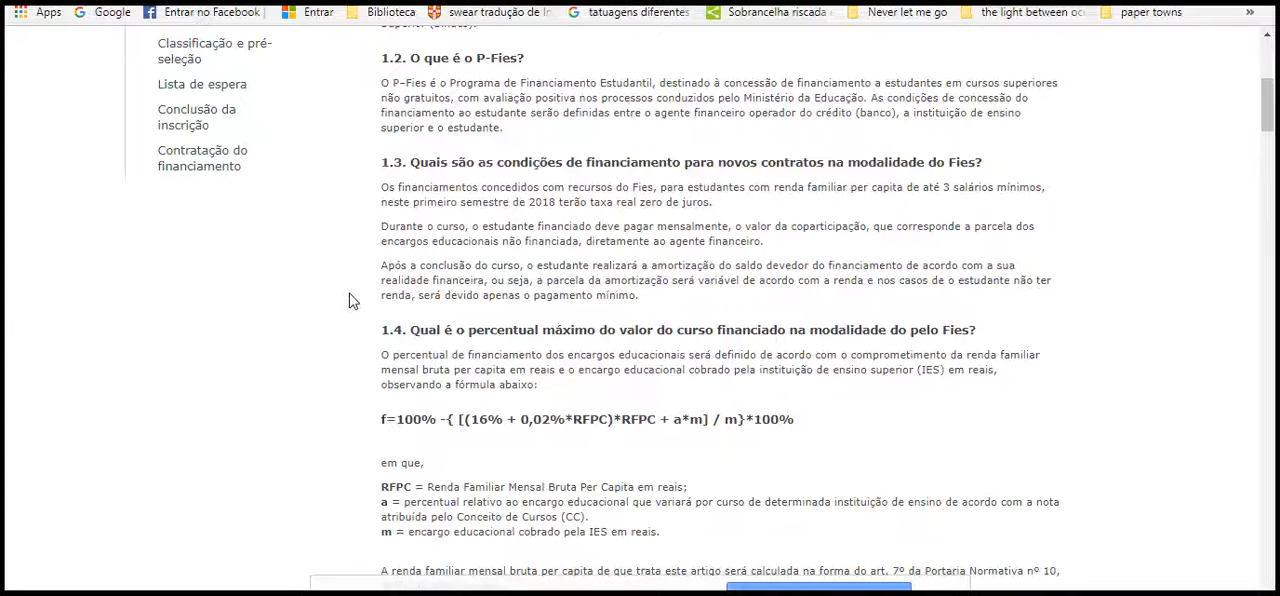 Apps Google Entrar no Facebook Entrar Biblioteca swear tradução de In tatuagens diferentes Sobrancelha riscada Never let me go the light between oc paper towns »
Classificação e pré-
seleção
Lista de espera
Conclusão da
inscrição
Contratação do
financiamento
1.2. O que é o P-Fies?
O P–Fies é o Programa de Financiamento Estudantil, destinado à concessão de financiamento a estudantes em cursos superiores
não gratuitos, com avaliação positiva nos processos conduzidos pelo Ministério da Educação. As condições de concessão do
financiamento ao estudante serão definidas entre o agente financeiro operador do crédito (banco), a instituição de ensino
superior e o estudante.
1.3. Quais são as condições de financiamento para novos contratos na modalidade do Fies?
Os financiamentos concedidos com recursos do Fies, para estudantes com renda familiar per capita de até 3 salários mínimos,
neste primeiro semestre de 2018 terão taxa real zero de juros.
Durante o curso, o estudante financiado deve pagar mensalmente, o valor da coparticipação, que corresponde a parcela dos
encargos educacionais não financiada, diretamente ao agente financeiro.
Após a conclusão do curso, o estudante realizará a amortização do saldo devedor do financiamento de acordo com a sua
realidade financeira, ou seja, a parcela da amortização será variável de acordo com a renda e nos casos de o estudante não ter
renda, será devido apenas o pagamento mínimo.
1.4. Qual é o percentual máximo do valor do curso financiado na modalidade do pelo Fies?
O percentual de financiamento dos encargos educacionais será definido de acordo com o comprometimento da renda familiar
mensal bruta per capita em reais e o encargo educacional cobrado pela instituição de ensino superior (IES) em reais,
observando a fórmula abaixo:
f=100% -{ [(16% + 0,02%*RFPC)*RFPC + a*m] / m}*100%
em que,
RFPC = Renda Familiar Mensal Bruta Per Capita em reais;
a = percentual relativo ao encargo educacional que variará por curso de determinada instituição de ensino de acordo com a nota
atribuída pelo Conceito de Cursos (CC).
m = encargo educacional cobrado pela IES em reais.
A renda familiar mensal bruta per capita de que trata este artigo será calculada na forma do art. 7º da Portaria Normativa nº 10,